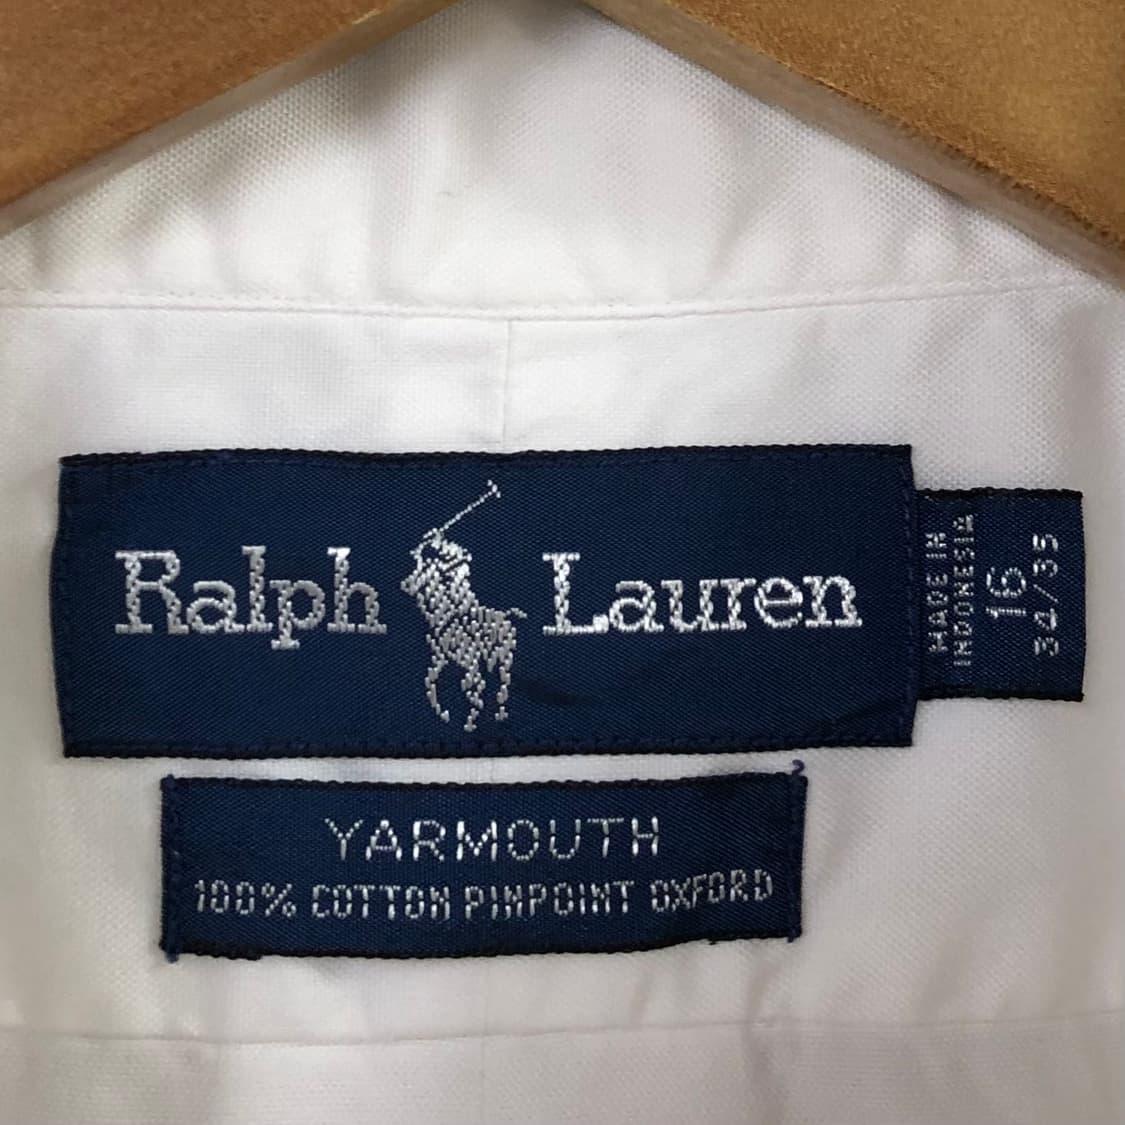 Ralph Lauren
MADE IN
INDONESIA
16
34/35
YARMOUTH
100% COTTON PINPOINT OXFORD